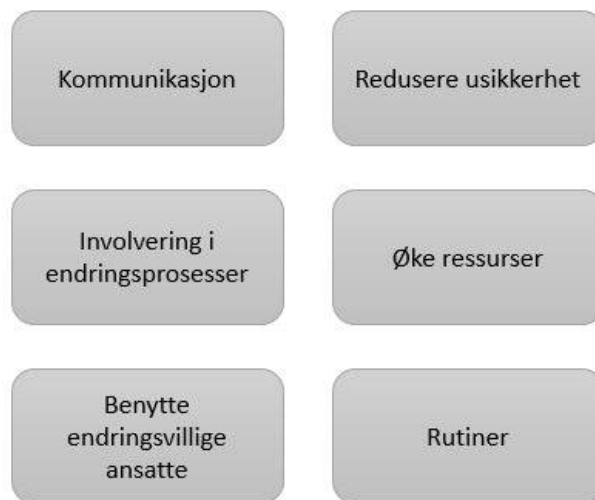 Kommunikasjon
Redusere usikkerhet
Involvering i
endringsprosesser
Øke ressurser
Benytte
endringsvillige
ansatte
Rutiner